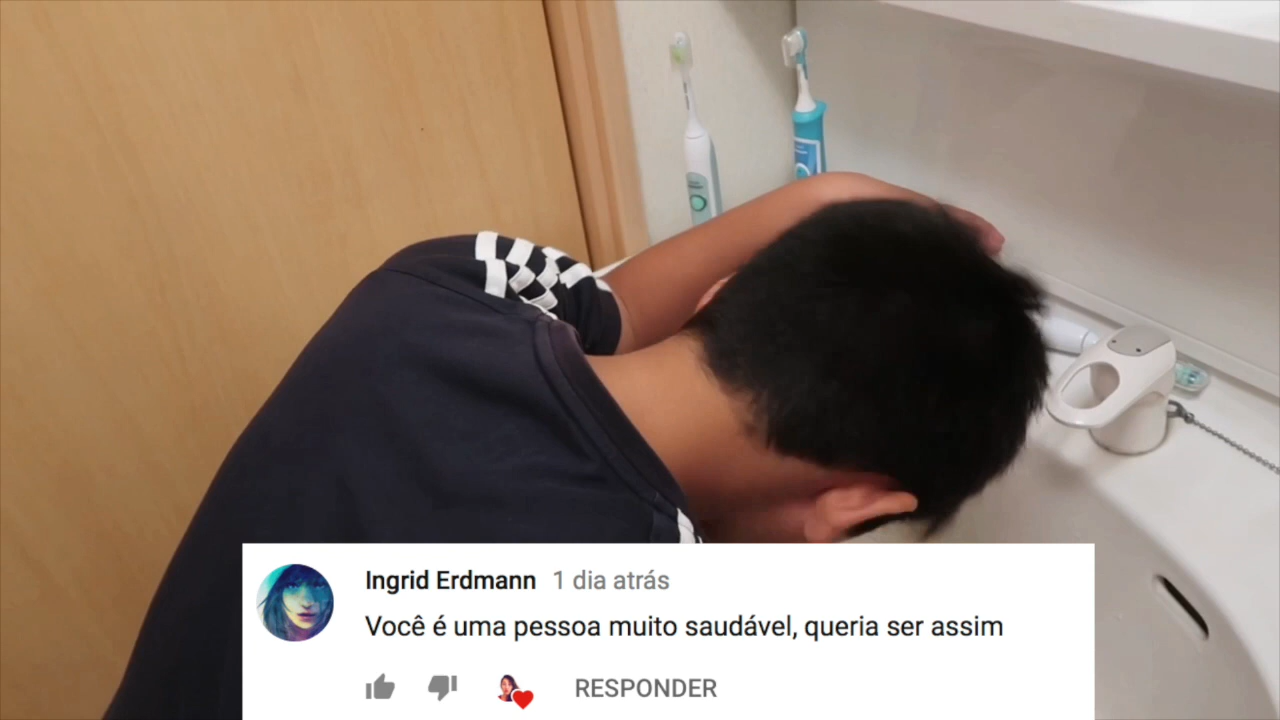 Ingrid Erdmann 1 dia atrás
Você é uma pessoa muito saudável, queria ser assim
RESPONDER